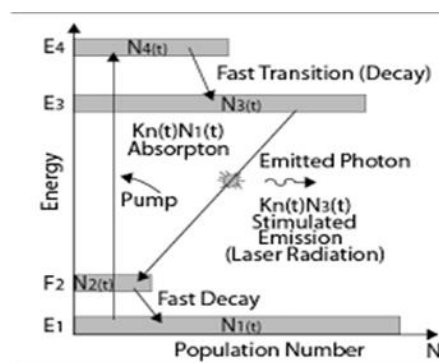 E4
N4(t)
Fast Transition (Decay)
E3
N3(t)
Kn(t)N1(t)
Absorpton
Emitted Photon
Energy
Pump
Kn(t)N3(t)
Stimulated
Emission
(Laser Radiation)
F2
N2(t)
Fast Decay
E1
N1(t)
Population Number
N